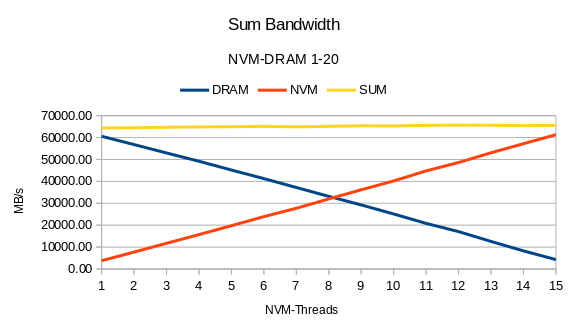 Sum Bandwidth
NVM-DRAM 1-20
DRAM NVM SUM
70000.00
60000.00
50000.00
40000.00
30000.00
20000.00
10000.00
0.00
MB/s
1 2 3 4 5 6 7 8 9 10 11 12 13 14 15
NVM-Threads